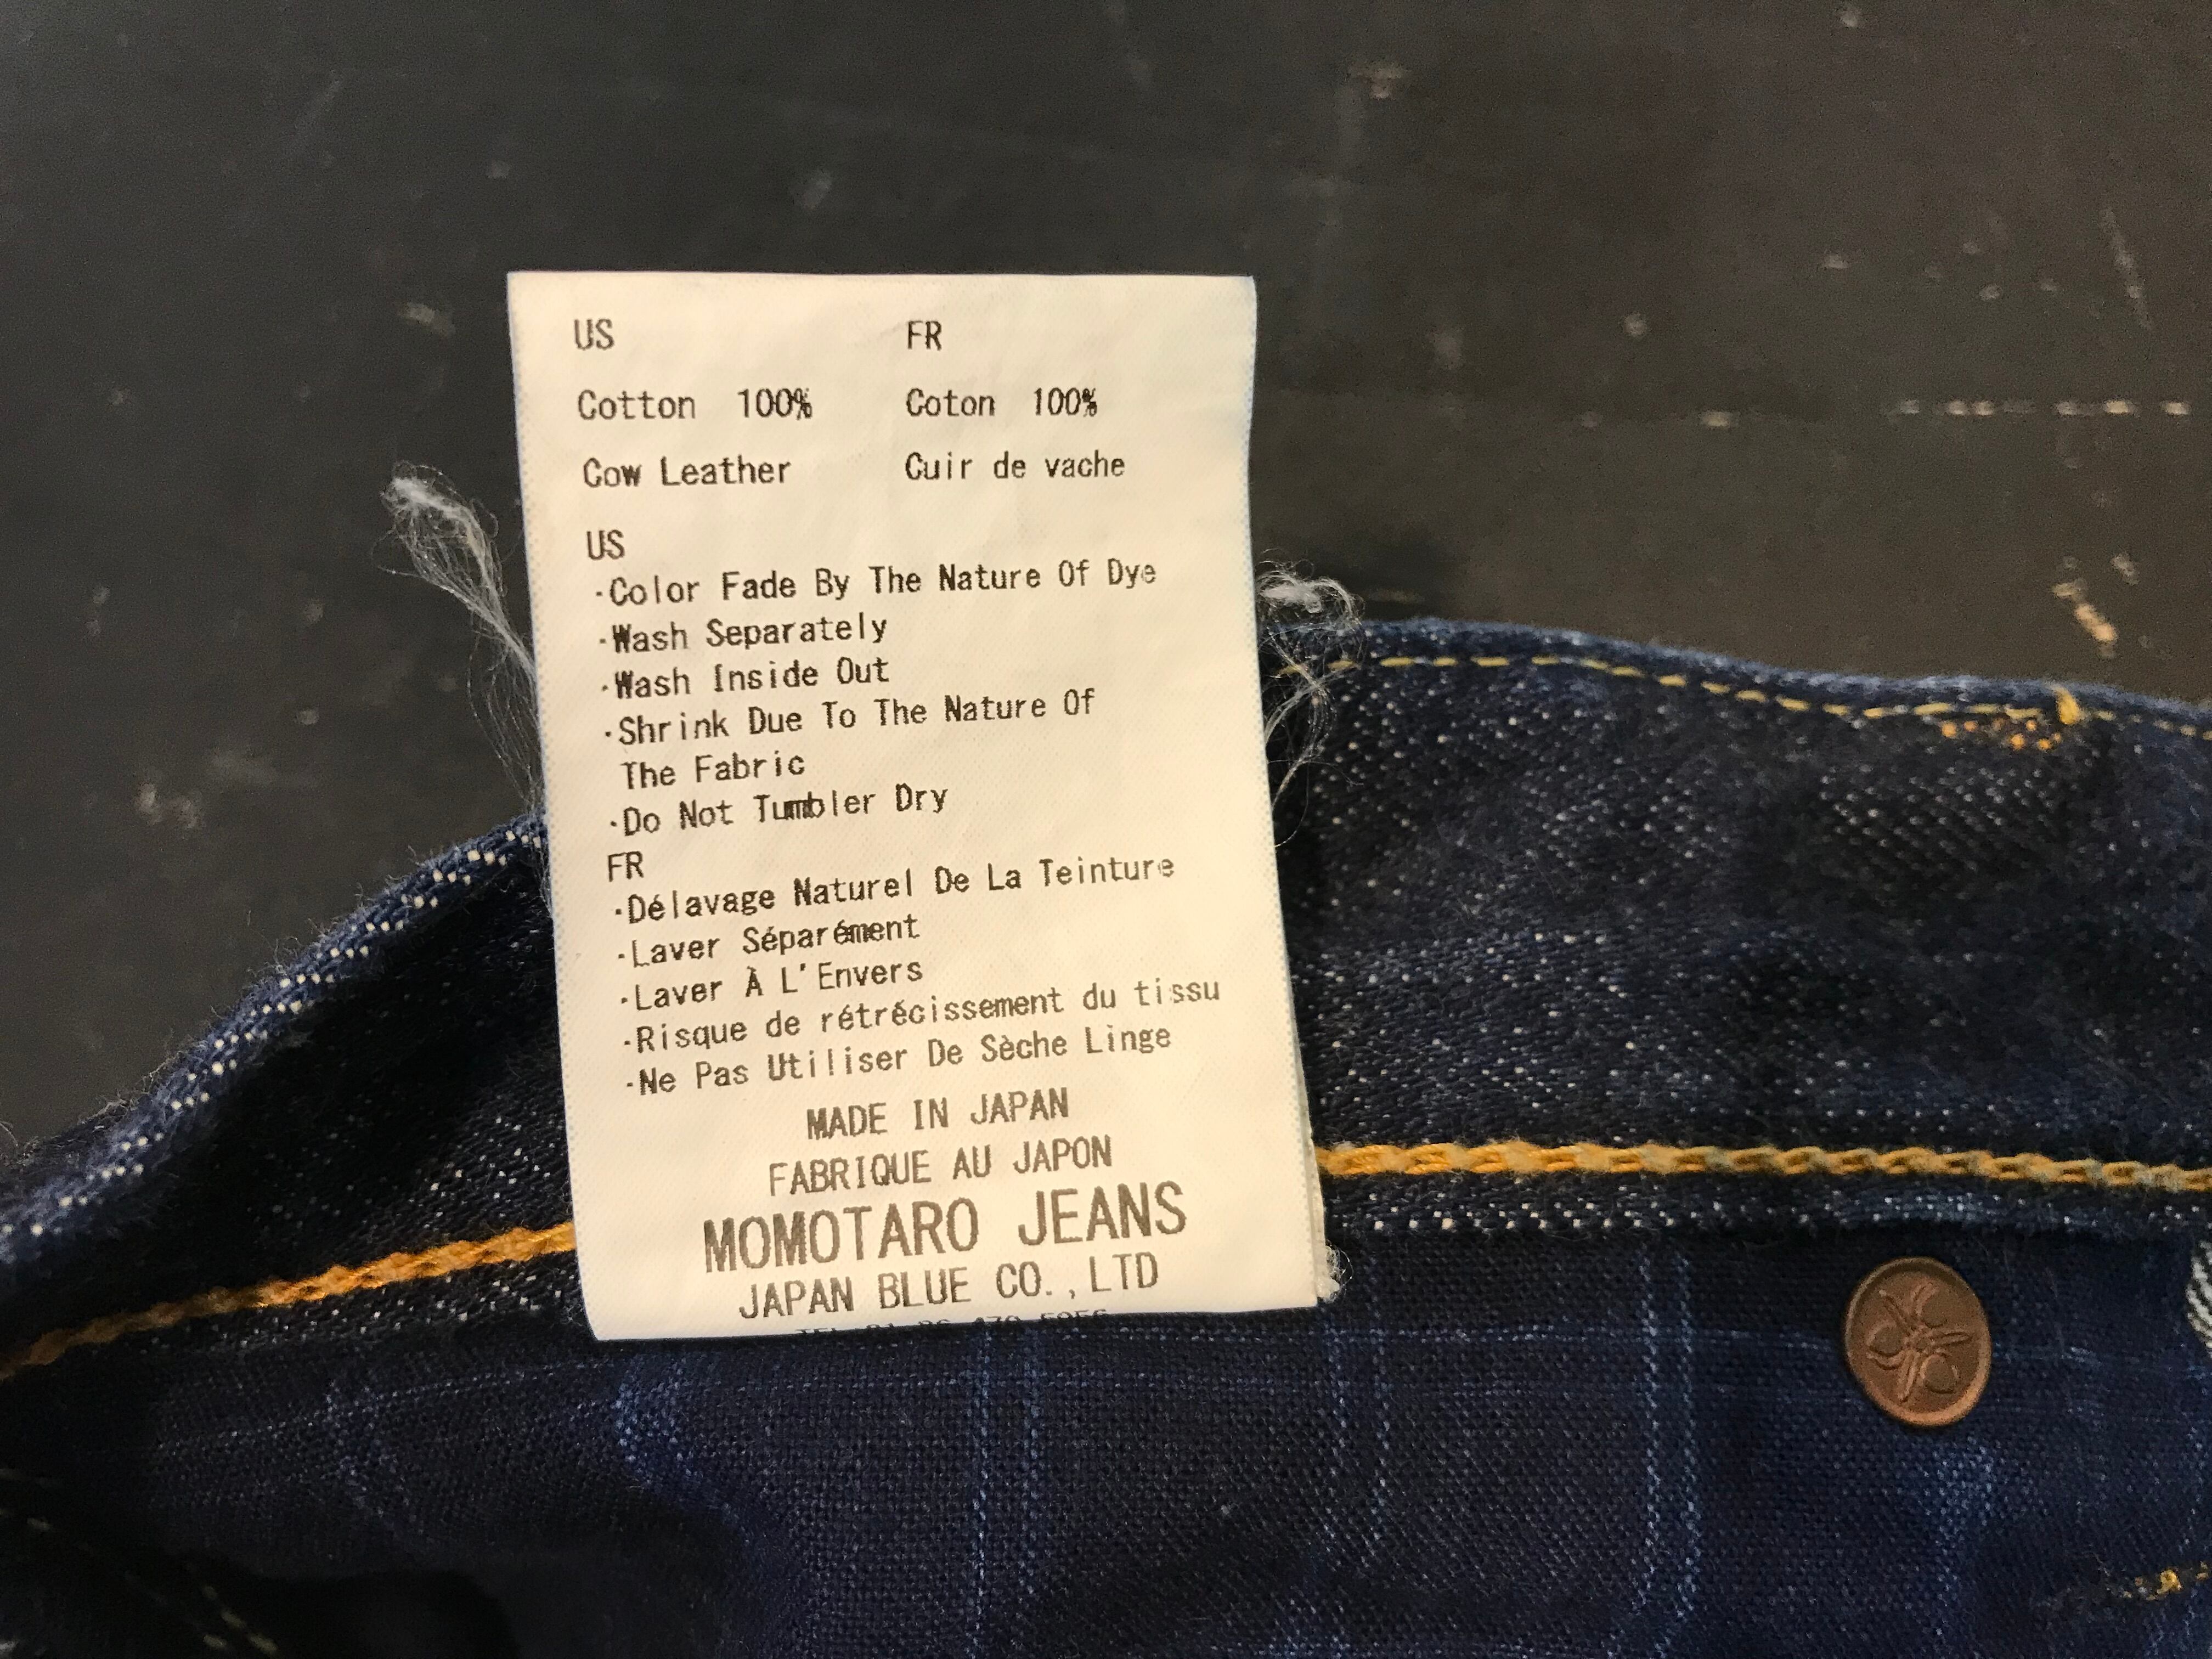 US FR
Cotton 100% Coton 100%
Cow Leather Cuir de vache
US
·Color Fade By The Nature Of Dye
·Wash Separately
·Wash Inside Out
·Shrink Due To The Nature Of
The Fabric
·Do Not Tumbler Dry
FR
·Délavage Naturel De La Teinture
·Laver Séparément
·Laver À L'Envers
·Risque de rétrécissement du tissu
·Ne Pas Utiliser De Sèche Linge
MADE IN JAPAN
FABRIQUE AU JAPON
MOMOTARO JEANS
JAPAN BLUE CO.,LTD